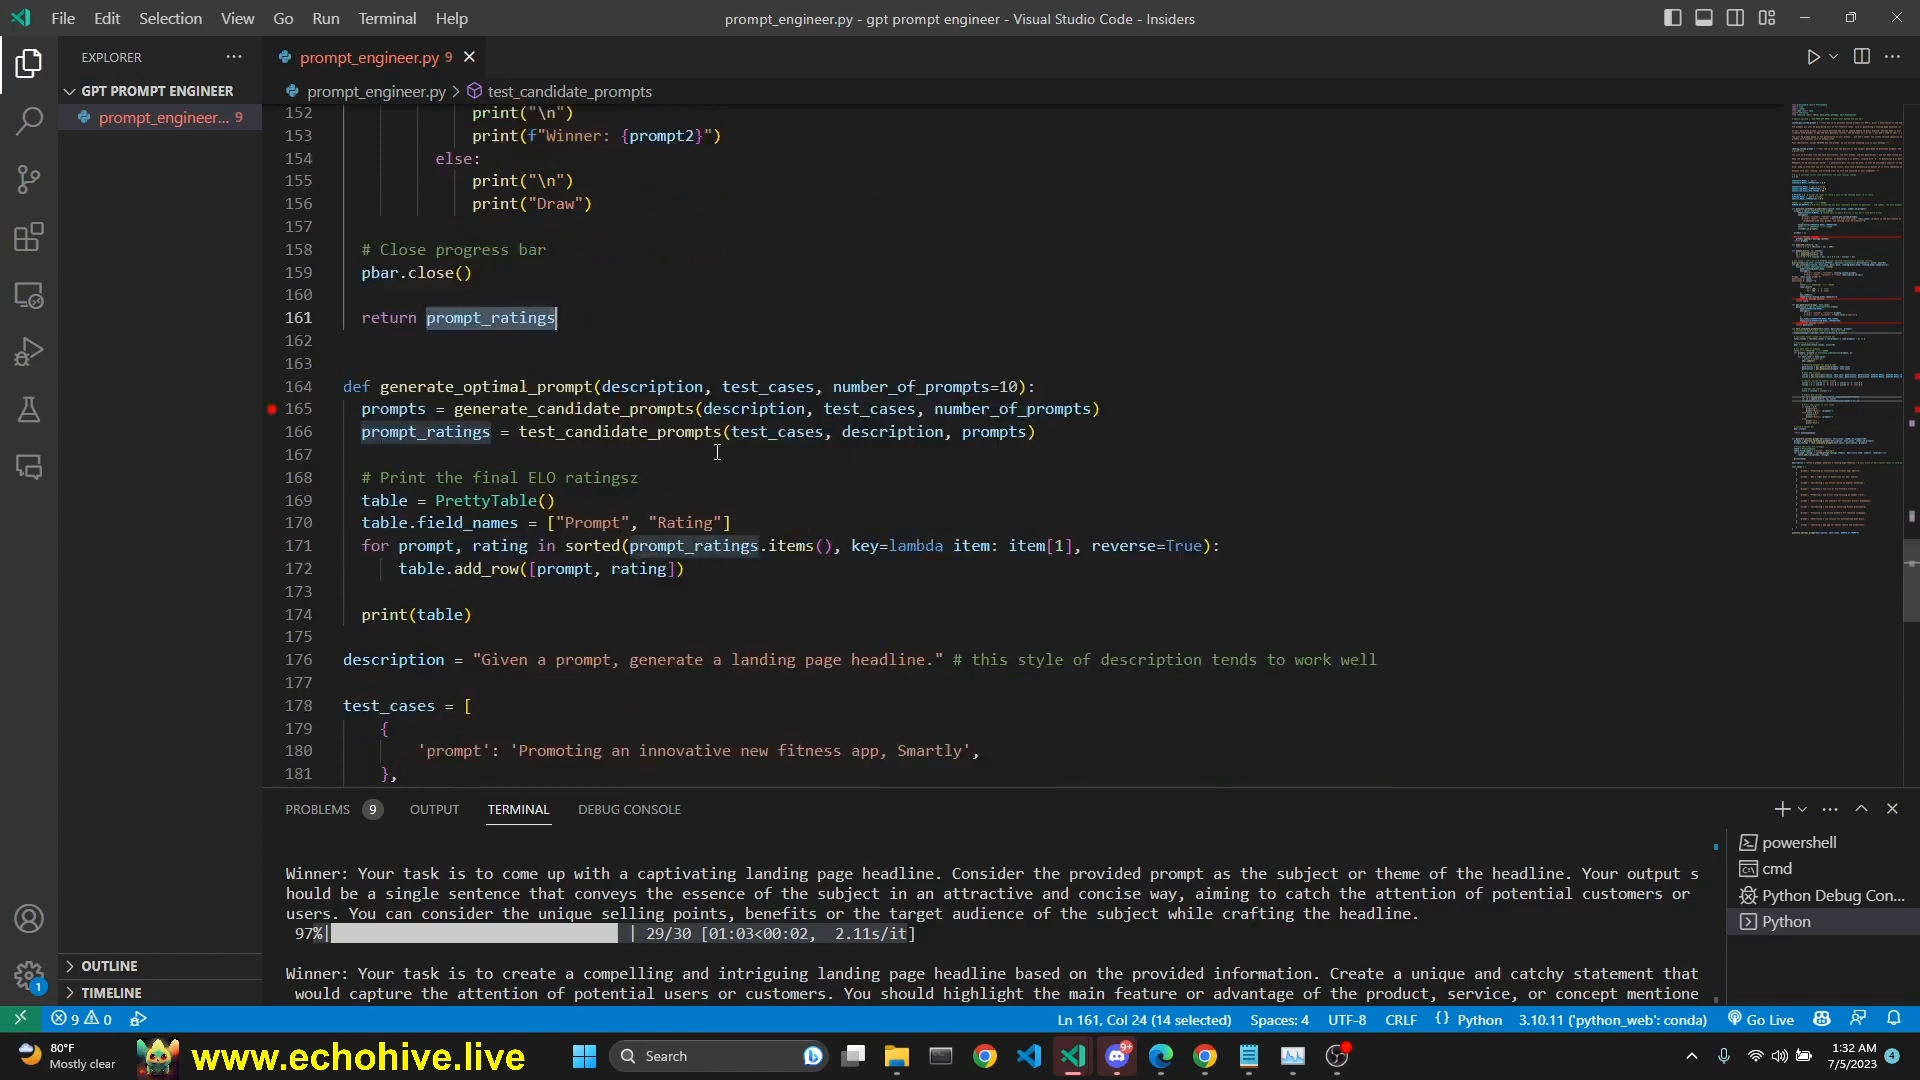 File Edit Selection View Go Run Terminal Help
prompt_engineer.py - gpt prompt engineer - Visual Studio Code - Insiders
EXPLORER
GPT PROMPT ENGINEER
prompt_engineer... 9
prompt_engineer.py 9
prompt_engineer.py > test_candidate_prompts
152 print("\n")
153 print(f"Winner: {prompt2}")
154 else:
155 print("\n")
156 print("Draw")
157
158 # Close progress bar
159 pbar.close()
160
161 return prompt_ratings
162
163
164 def generate_optimal_prompt(description, test_cases, number_of_prompts=10):
165 prompts = generate_candidate_prompts(description, test_cases, number_of_prompts)
166 prompt_ratings = test_candidate_prompts(test_cases, description, prompts)
167
168 # Print the final ELO ratingsz
169 table = PrettyTable()
170 table.field_names = ["Prompt", "Rating"]
171 for prompt, rating in sorted(prompt_ratings.items(), key=lambda item: item[1], reverse=True):
172 table.add_row([prompt, rating])
173
174 print(table)
175
176 description = "Given a prompt, generate a landing page headline." # this style of description tends to work well
177
178 test_cases = [
179 {
180 'prompt': 'Promoting an innovative new fitness app, Smartly',
181 },
PROBLEMS 9 OUTPUT TERMINAL DEBUG CONSOLE
Winner: Your task is to come up with a captivating landing page headline. Consider the provided prompt as the subject or theme of the headline. Your output s
hould be a single sentence that conveys the essence of the subject in an attractive and concise way, aiming to catch the attention of potential customers or
users. You can consider the unique selling points, benefits or the target audience of the subject while crafting the headline.
97%| | 29/30 [01:03<00:02, 2.11s/it]
Winner: Your task is to create a compelling and intriguing landing page headline based on the provided information. Create a unique and catchy statement that
would capture the attention of potential users or customers. You should highlight the main feature or advantage of the product, service, or concept mentione
powershell
cmd
Python Debug Con...
Python
OUTLINE
TIMELINE
1
9 0
Ln 161, Col 24 (14 selected) Spaces: 4 UTF-8 CRLF {} Python 3.10.11 ('python_web': conda) Go Live
80°F
Mostly clear
www.echohive.live
Search
9+
1:32 AM
7/5/2023
4